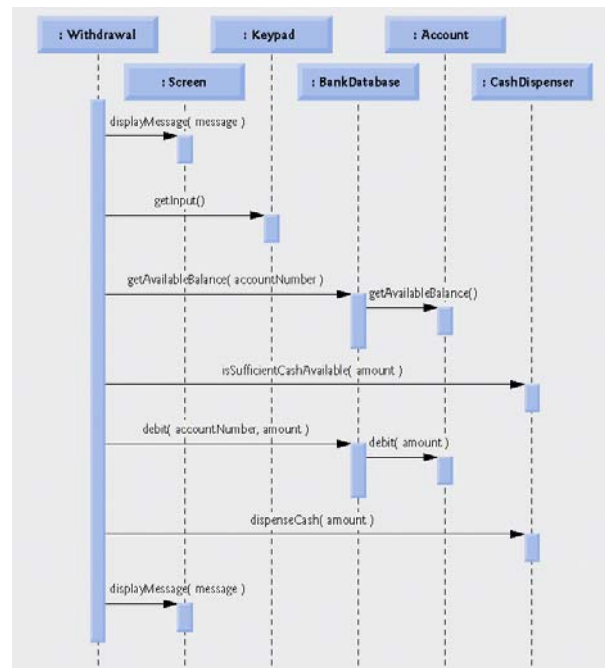 : Withdrawal
: Keypad
: Account
: Screen
: BankDatabase
: CashDispenser
displayMessage( message )
getInput()
getAvailableBalance( accountNumber )
getAvailableBalance()
isSufficientCashAvailable( amount )
debit( accountNumber, amount )
debit( amount )
dispenseCash( amount )
displayMessage( message )